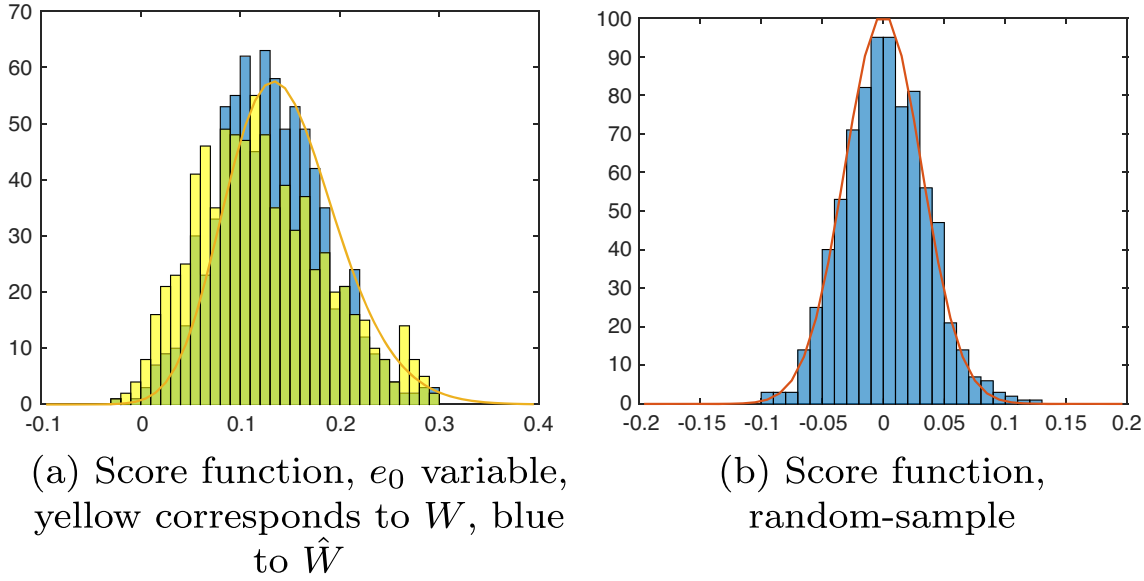 70
60
50
40
30
20
10
0
-0.1 0 0.1 0.2 0.3 0.4
100
90
80
70
60
50
40
30
20
10
0
-0.2 -0.15 -0.1 -0.05 0 0.05 0.1 0.15 0.2
(a) Score function, e₀ variable,
yellow corresponds to W, blue
to Ŵ
(b) Score function,
random-sample